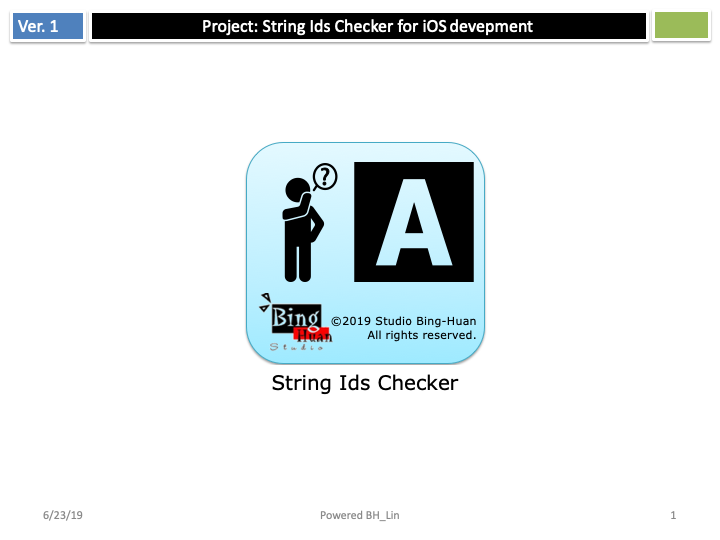 Ver. 1
Project: String Ids Checker for iOS devepment
?
A
Bing
Huan
Studio
©2019 Studio Bing-Huan
All rights reserved.
String Ids Checker
6/23/19
Powered BH_Lin
1